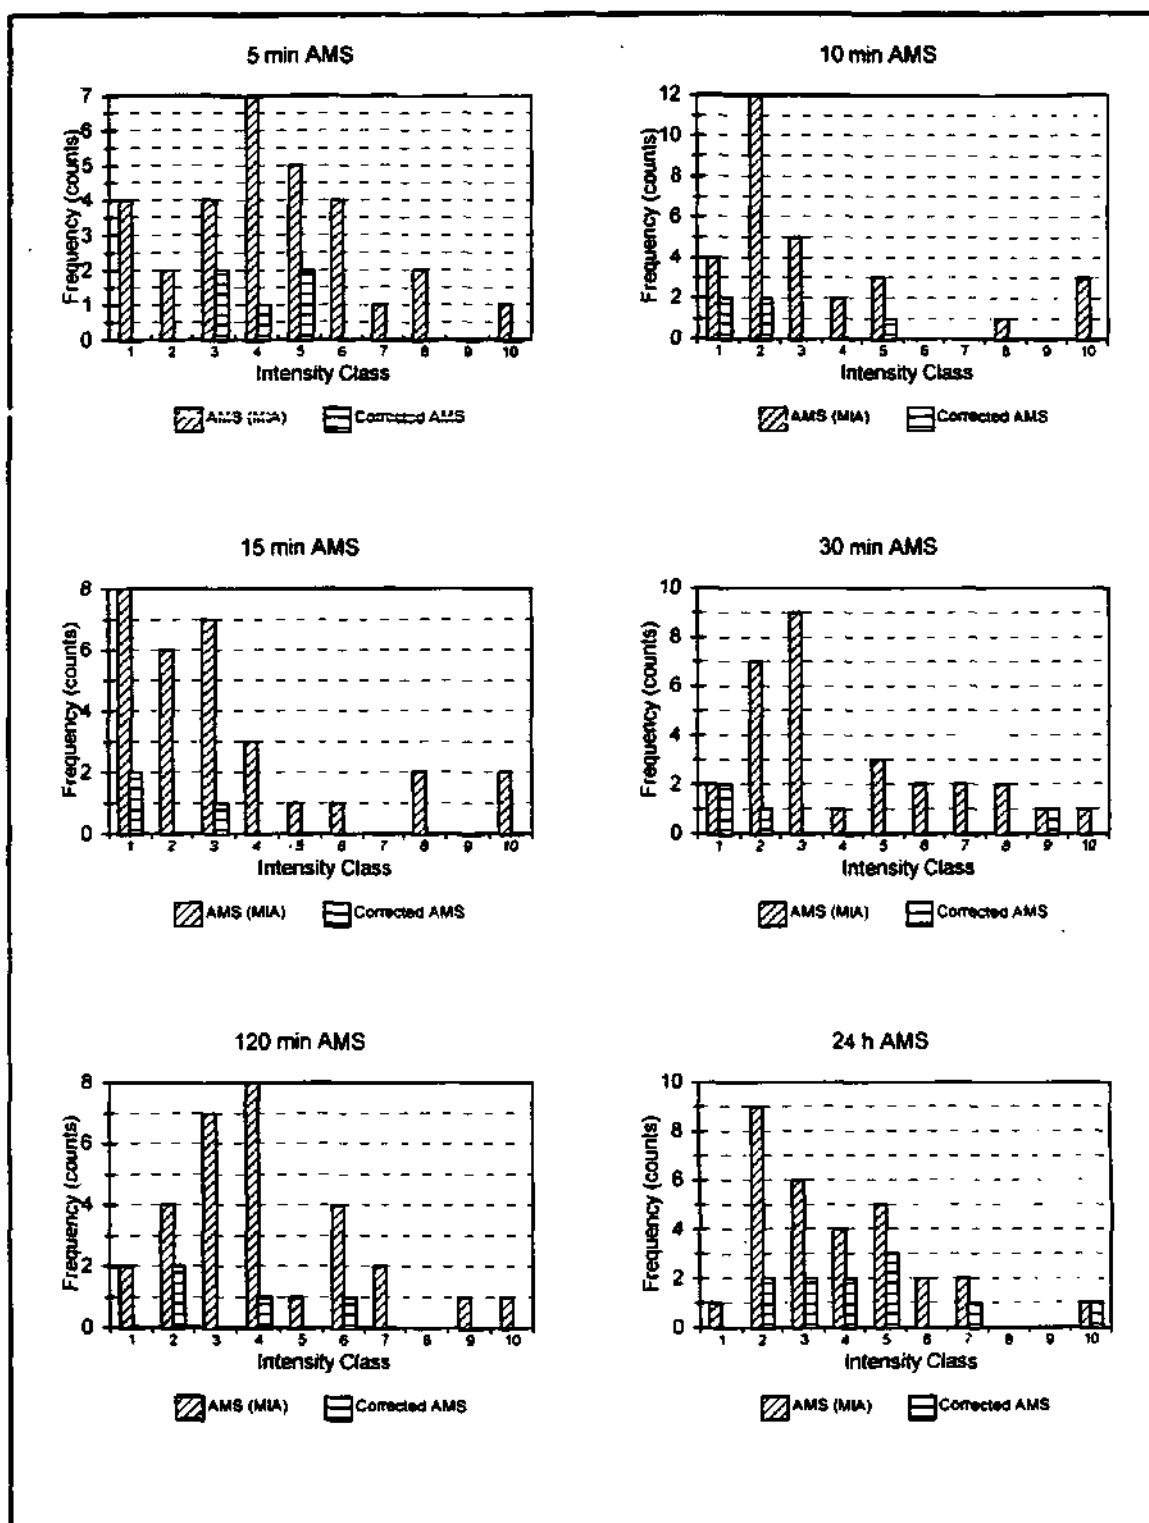 5 min AMS
Frequency (counts)
7
6
5
4
3
2
1
0
1 2 3 4 5 6 7 8 9 10
Intensity Class
AMS (MIA) Corrected AMS
10 min AMS
Frequency (counts)
12
10
8
6
4
2
0
1 2 3 4 5 6 7 8 9 10
Intensity Class
AMS (MIA) Corrected AMS
15 min AMS
Frequency (counts)
8
6
4
2
0
1 2 3 4 5 6 7 8 9 10
Intensity Class
AMS (MIA) Corrected AMS
30 min AMS
Frequency (counts)
10
8
6
4
2
0
1 2 3 4 5 6 7 8 9 10
Intensity Class
AMS (MIA) Corrected AMS
120 min AMS
Frequency (counts)
8
6
4
2
0
1 2 3 4 5 6 7 8 9 10
Intensity Class
AMS (MIA) Corrected AMS
24 h AMS
Frequency (counts)
10
8
6
4
2
0
1 2 3 4 5 6 7 8 9 10
Intensity Class
AMS (MIA) Corrected AMS